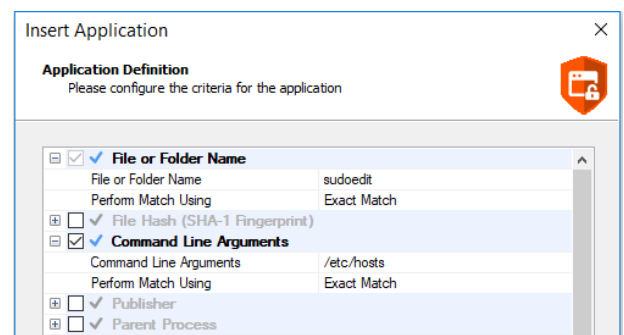 Insert Application
Application Definition
Please configure the criteria for the application
File or Folder Name
File or Folder Name sudoedit
Perform Match Using Exact Match
File Hash (SHA-1 Fingerprint)
Command Line Arguments
Command Line Arguments /etc/hosts
Perform Match Using Exact Match
Publisher
Parent Process